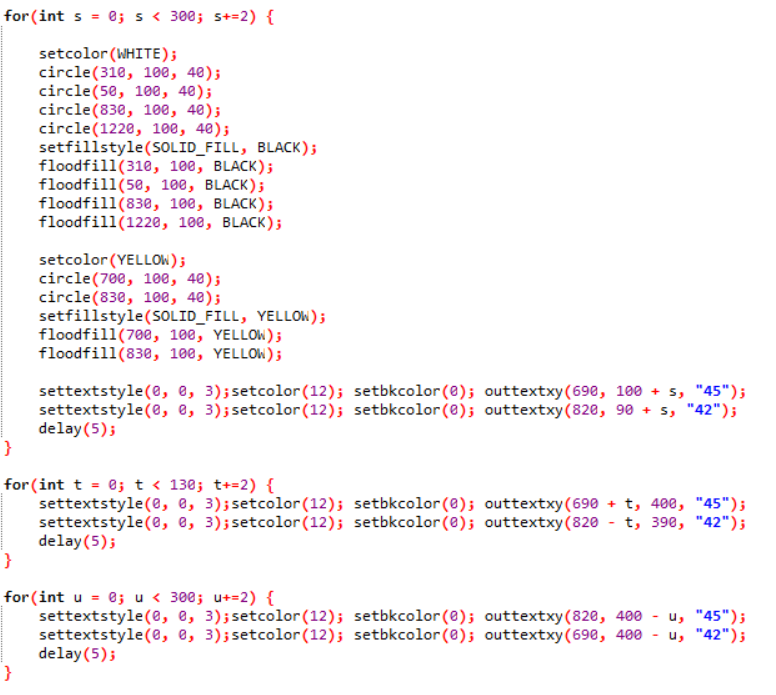 for(int s = 0; s < 300; s+=2) {
setcolor(WHITE);
circle(310, 100, 40);
circle(50, 100, 40);
circle(830, 100, 40);
circle(1220, 100, 40);
setfillstyle(SOLID_FILL, BLACK);
floodfill(310, 100, BLACK);
floodfill(50, 100, BLACK);
floodfill(830, 100, BLACK);
floodfill(1220, 100, BLACK);
setcolor(YELLOW);
circle(700, 100, 40);
circle(830, 100, 40);
setfillstyle(SOLID_FILL, YELLOW);
floodfill(700, 100, YELLOW);
floodfill(830, 100, YELLOW);
settextstyle(0, 0, 3);setcolor(12); setbkcolor(0); outtextxy(690, 100 + s, "45");
settextstyle(0, 0, 3);setcolor(12); setbkcolor(0); outtextxy(820, 90 + s, "42");
delay(5);
}
for(int t = 0; t < 130; t+=2) {
settextstyle(0, 0, 3);setcolor(12); setbkcolor(0); outtextxy(690 + t, 400, "45");
settextstyle(0, 0, 3);setcolor(12); setbkcolor(0); outtextxy(820 - t, 390, "42");
delay(5);
}
for(int u = 0; u < 300; u+=2) {
settextstyle(0, 0, 3);setcolor(12); setbkcolor(0); outtextxy(820, 400 - u, "45");
settextstyle(0, 0, 3);setcolor(12); setbkcolor(0); outtextxy(690, 400 - u, "42");
delay(5);
}